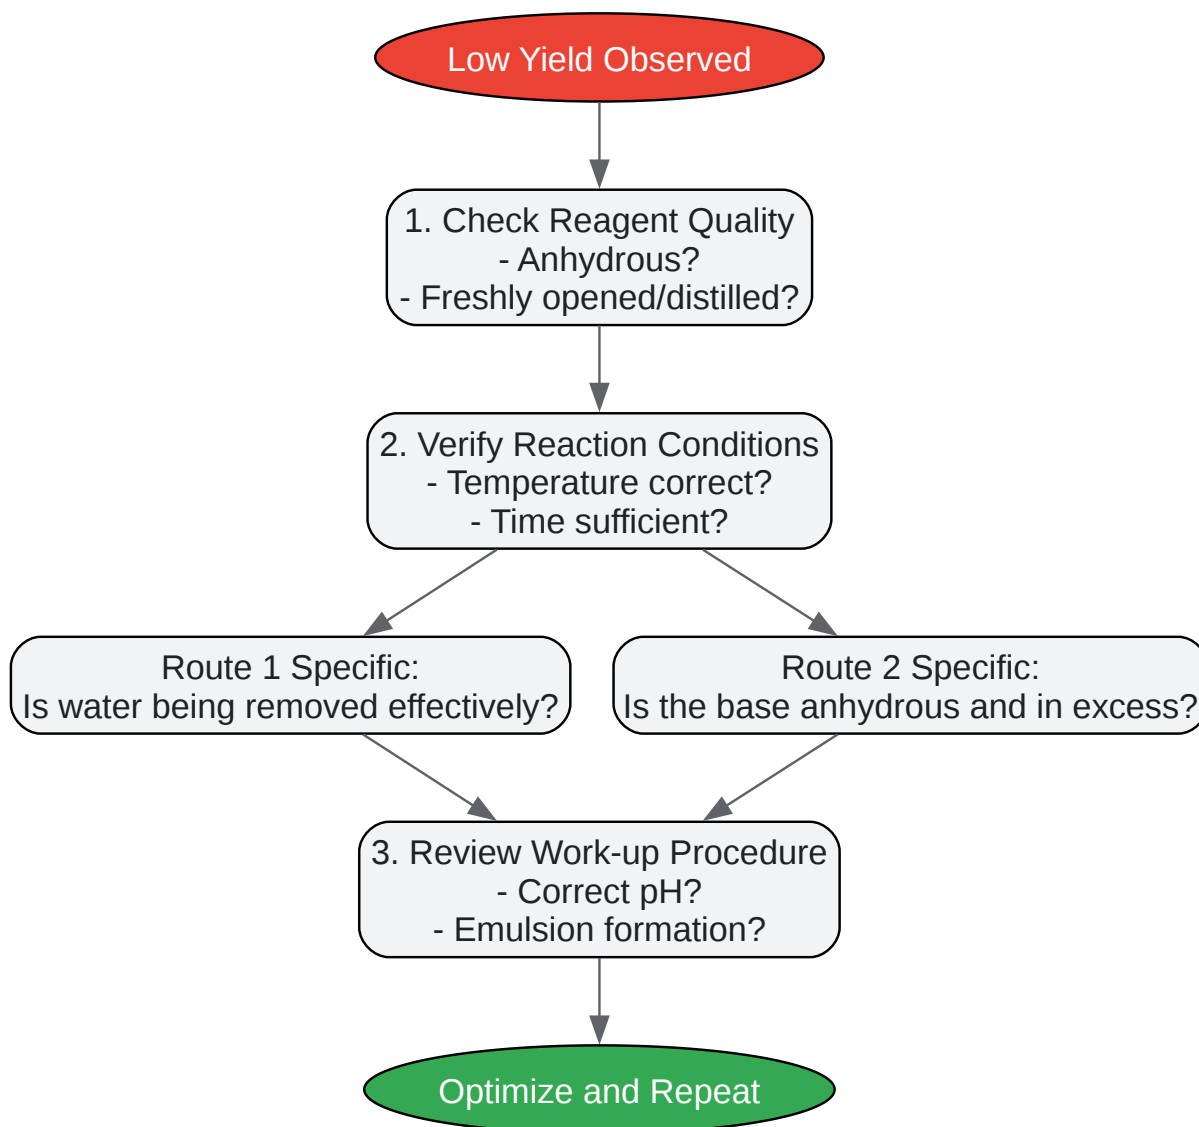 Low Yield Observed
1. Check Reagent Quality
- Anhydrous?
- Freshly opened/distilled?
2. Verify Reaction Conditions
- Temperature correct?
- Time sufficient?
Route 1 Specific:
Is water being removed effectively?
Route 2 Specific:
Is the base anhydrous and in excess?
3. Review Work-up Procedure
- Correct pH?
- Emulsion formation?
Optimize and Repeat